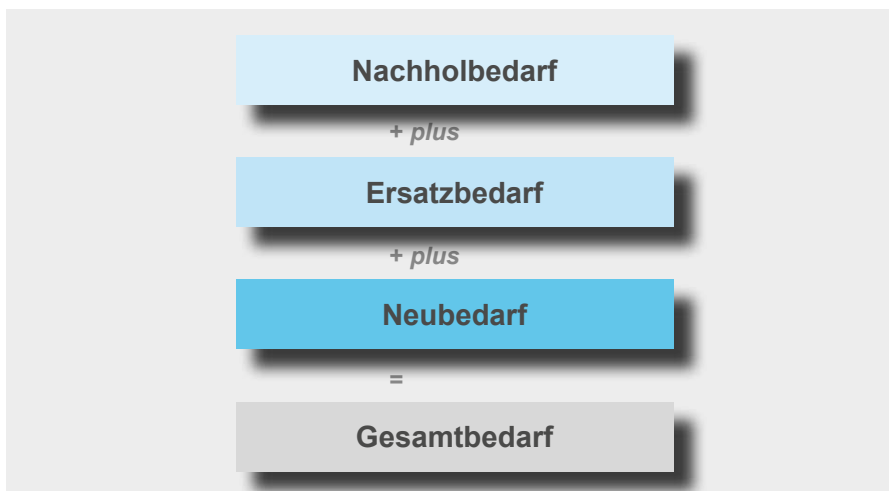 Nachholbedarf
+ plus
Ersatzbedarf
+ plus
Neubedarf
=
Gesamtbedarf